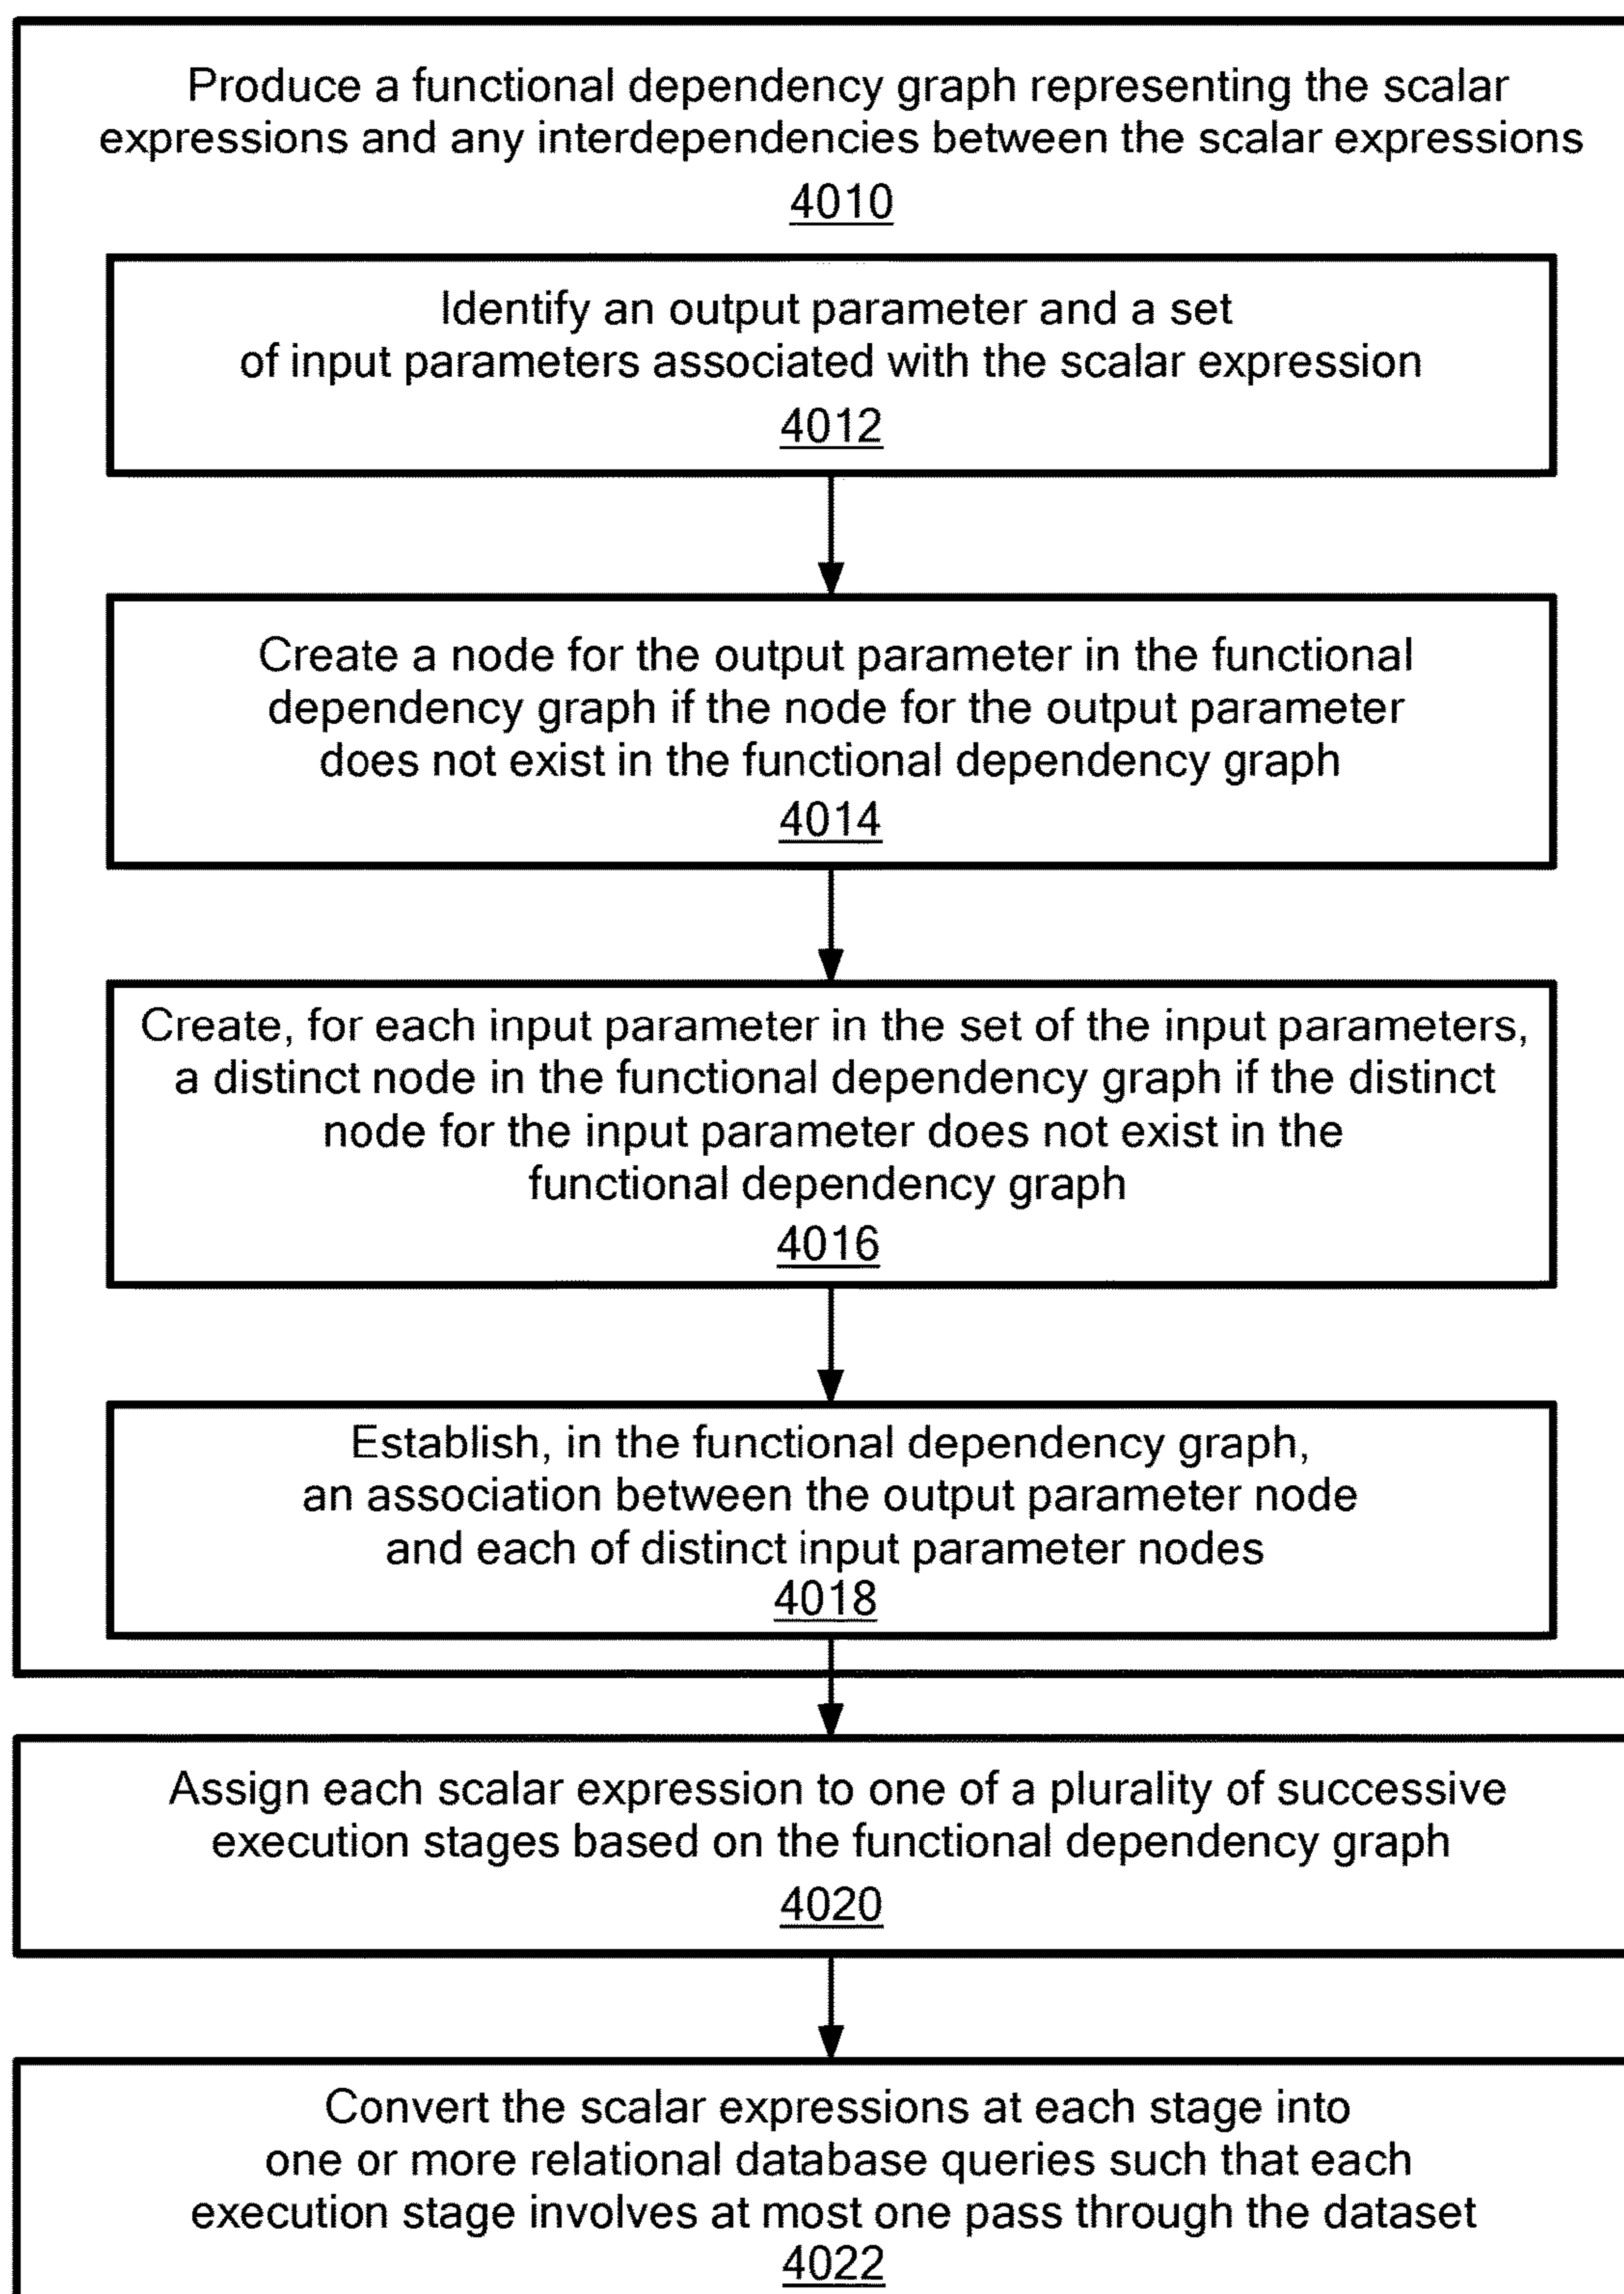 Produce a functional dependency graph representing the scalar
expressions and any interdependencies between the scalar expressions
4010
Identify an output parameter and a set
of input parameters associated with the scalar expression
4012
Create a node for the output parameter in the functional
dependency graph if the node for the output parameter
does not exist in the functional dependency graph
4014
Create, for each input parameter in the set of the input parameters,
a distinct node in the functional dependency graph if the distinct
node for the input parameter does not exist in the
functional dependency graph
4016
Establish, in the functional dependency graph,
an association between the output parameter node
and each of distinct input parameter nodes
4018
Assign each scalar expression to one of a plurality of successive
execution stages based on the functional dependency graph
4020
Convert the scalar expressions at each stage into
one or more relational database queries such that each
execution stage involves at most one pass through the dataset
4022